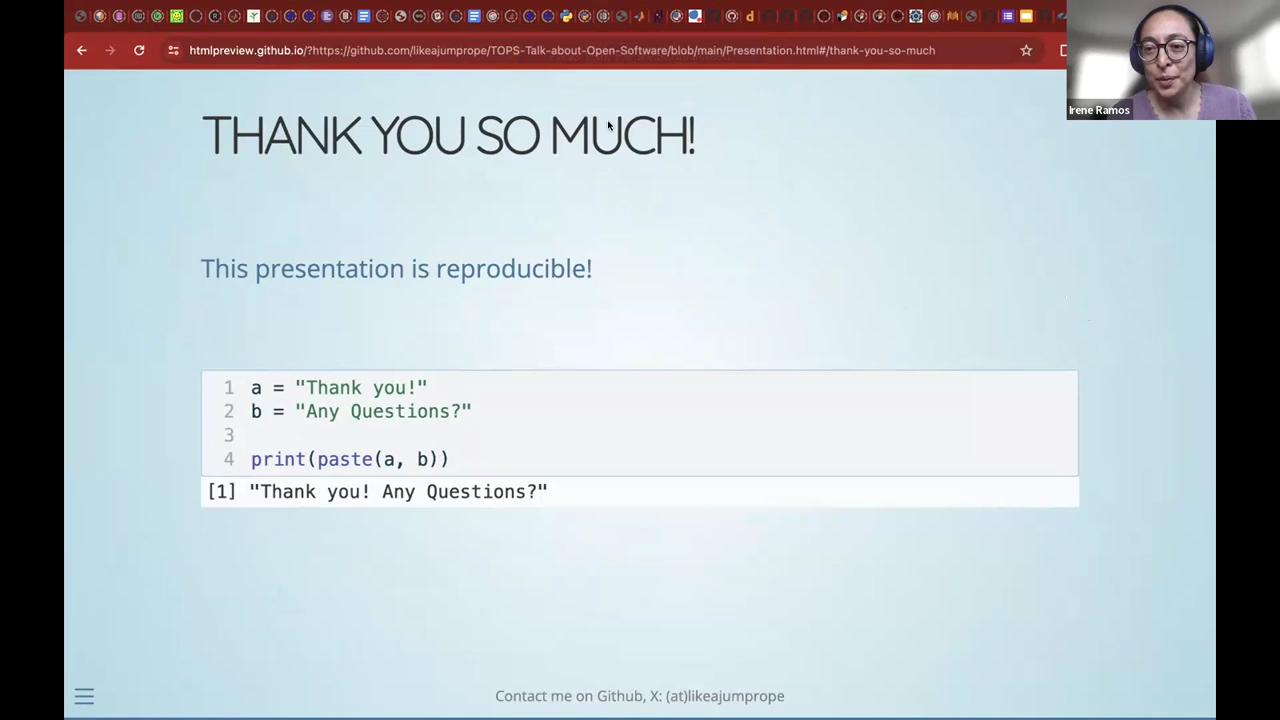 htmlpreview.github.io/?https://github.com/likeajumprope/TOPS-Talk-about-Open-Software/blob/main/Presentation.html#/thank-you-so-much
Irene Ramos
THANK YOU SO MUCH!
This presentation is reproducible!
1 a = "Thank you!"
2 b = "Any Questions?"
3
4 print(paste(a, b))
[1] "Thank you! Any Questions?"
Contact me on Github, X: (at)likeajumprope